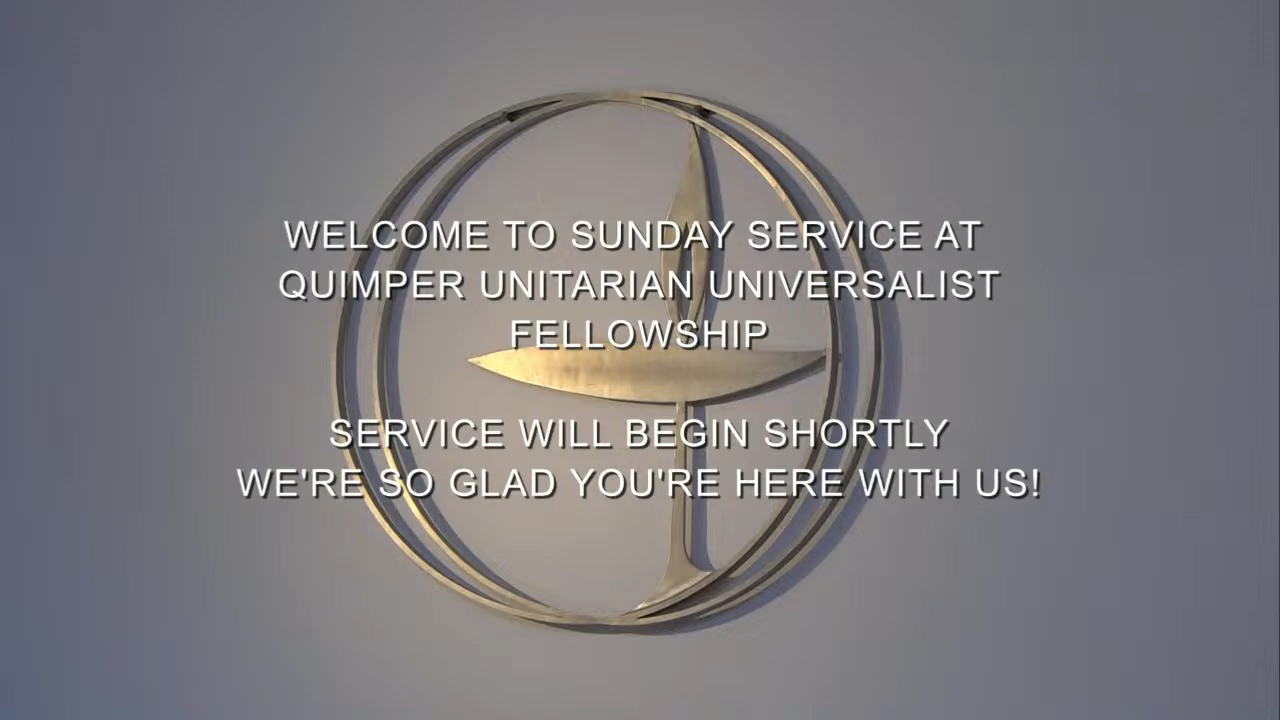 WELCOME TO SUNDAY SERVICE AT
QUIMPER UNITARIAN UNIVERSALIST
FELLOWSHIP
SERVICE WILL BEGIN SHORTLY
WE'RE SO GLAD YOU'RE HERE WITH US!